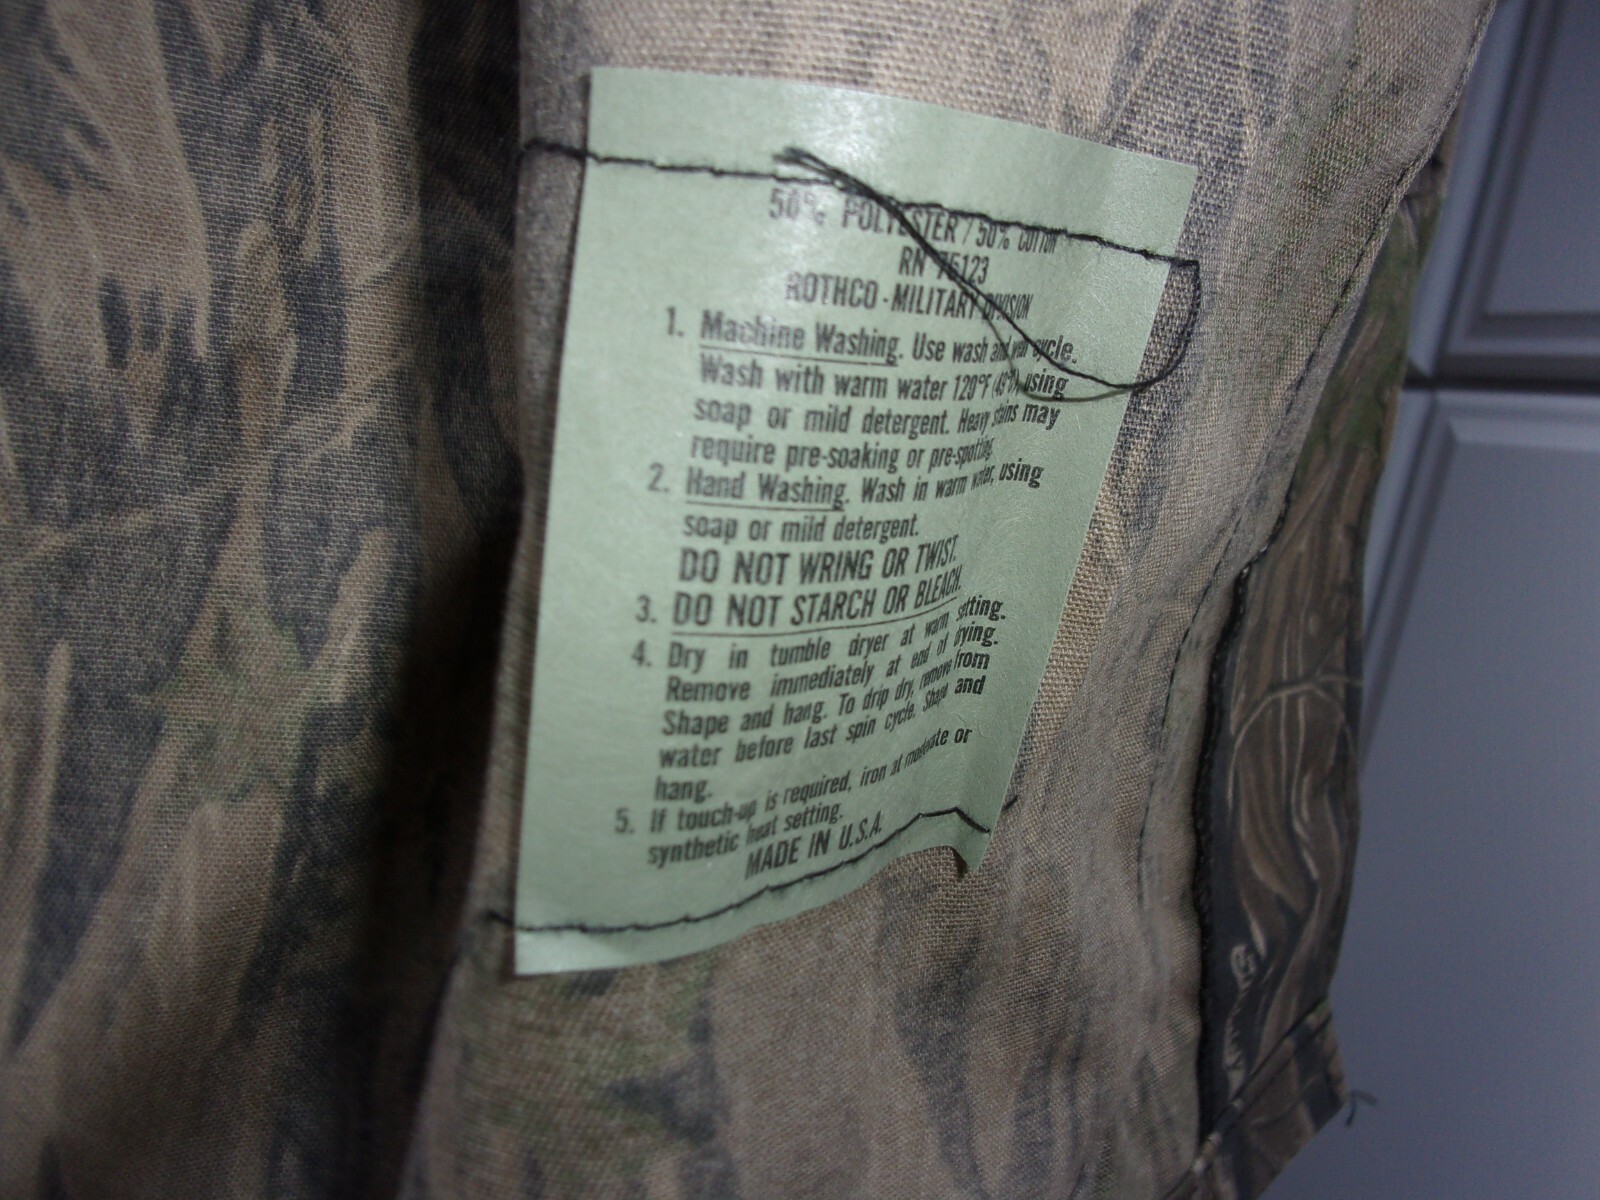 50% POLYESTER / 50% COTTON
RN 75123
ROTHCO - MILITARY DIVISION
1. Machine Washing. Use wash and wear cycle.
Wash with warm water 120°F (49°C), using
soap or mild detergent. Heavy stains may
require pre-soaking or pre-spotting.
2. Hand Washing. Wash in warm water, using
soap or mild detergent.
DO NOT WRING OR TWIST.
3. DO NOT STARCH OR BLEACH.
4. Dry in tumble dryer at warm setting.
Remove immediately at end of drying.
Shape and hang. To drip dry, remove from
water before last spin cycle. Shape and
hang.
5. If touch-up is required, iron at moderate or
synthetic heat setting.
MADE IN U.S.A.